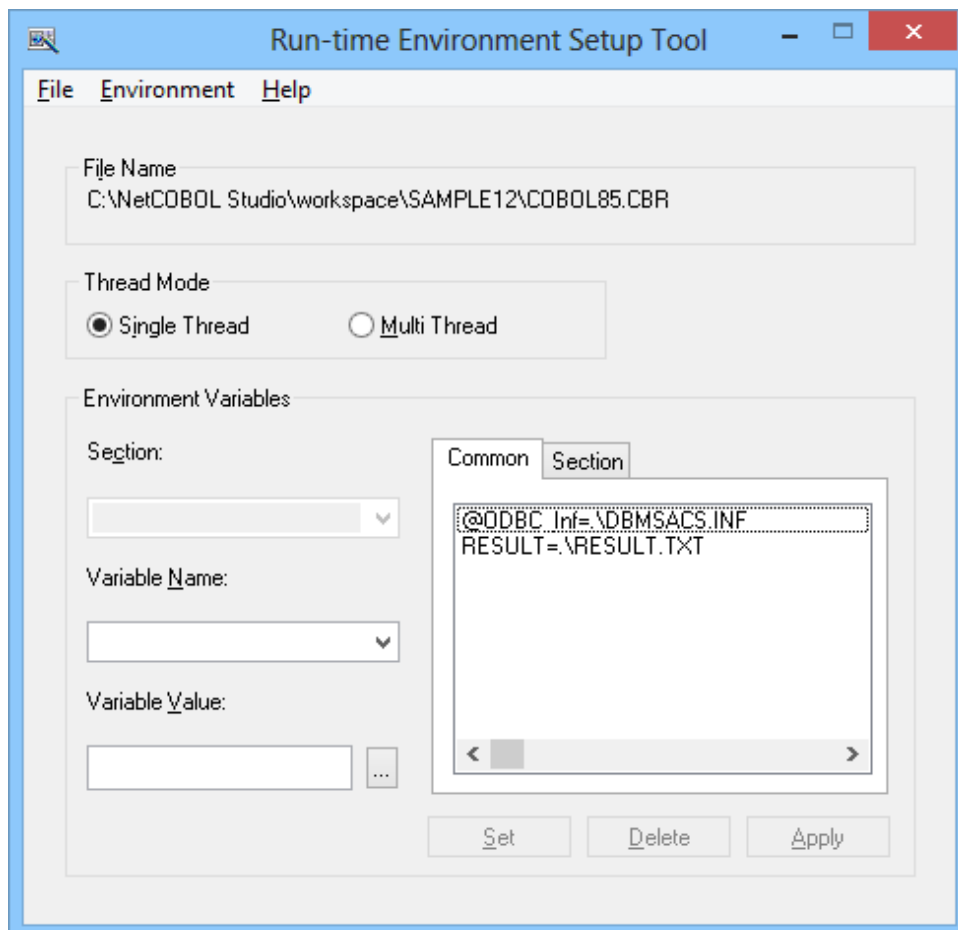 Run-time Environment Setup Tool
File Environment Help
File Name
C:\NetCOBOL Studio\workspace\SAMPLE12\COBOL85.CBR
Thread Mode
Single Thread Multi Thread
Environment Variables
Section:
Variable Name:
Variable Value:
...
Common Section
@ODBC_Inf=.\DBMSACS.INF
RESULT=.\RESULT.TXT
Set Delete Apply